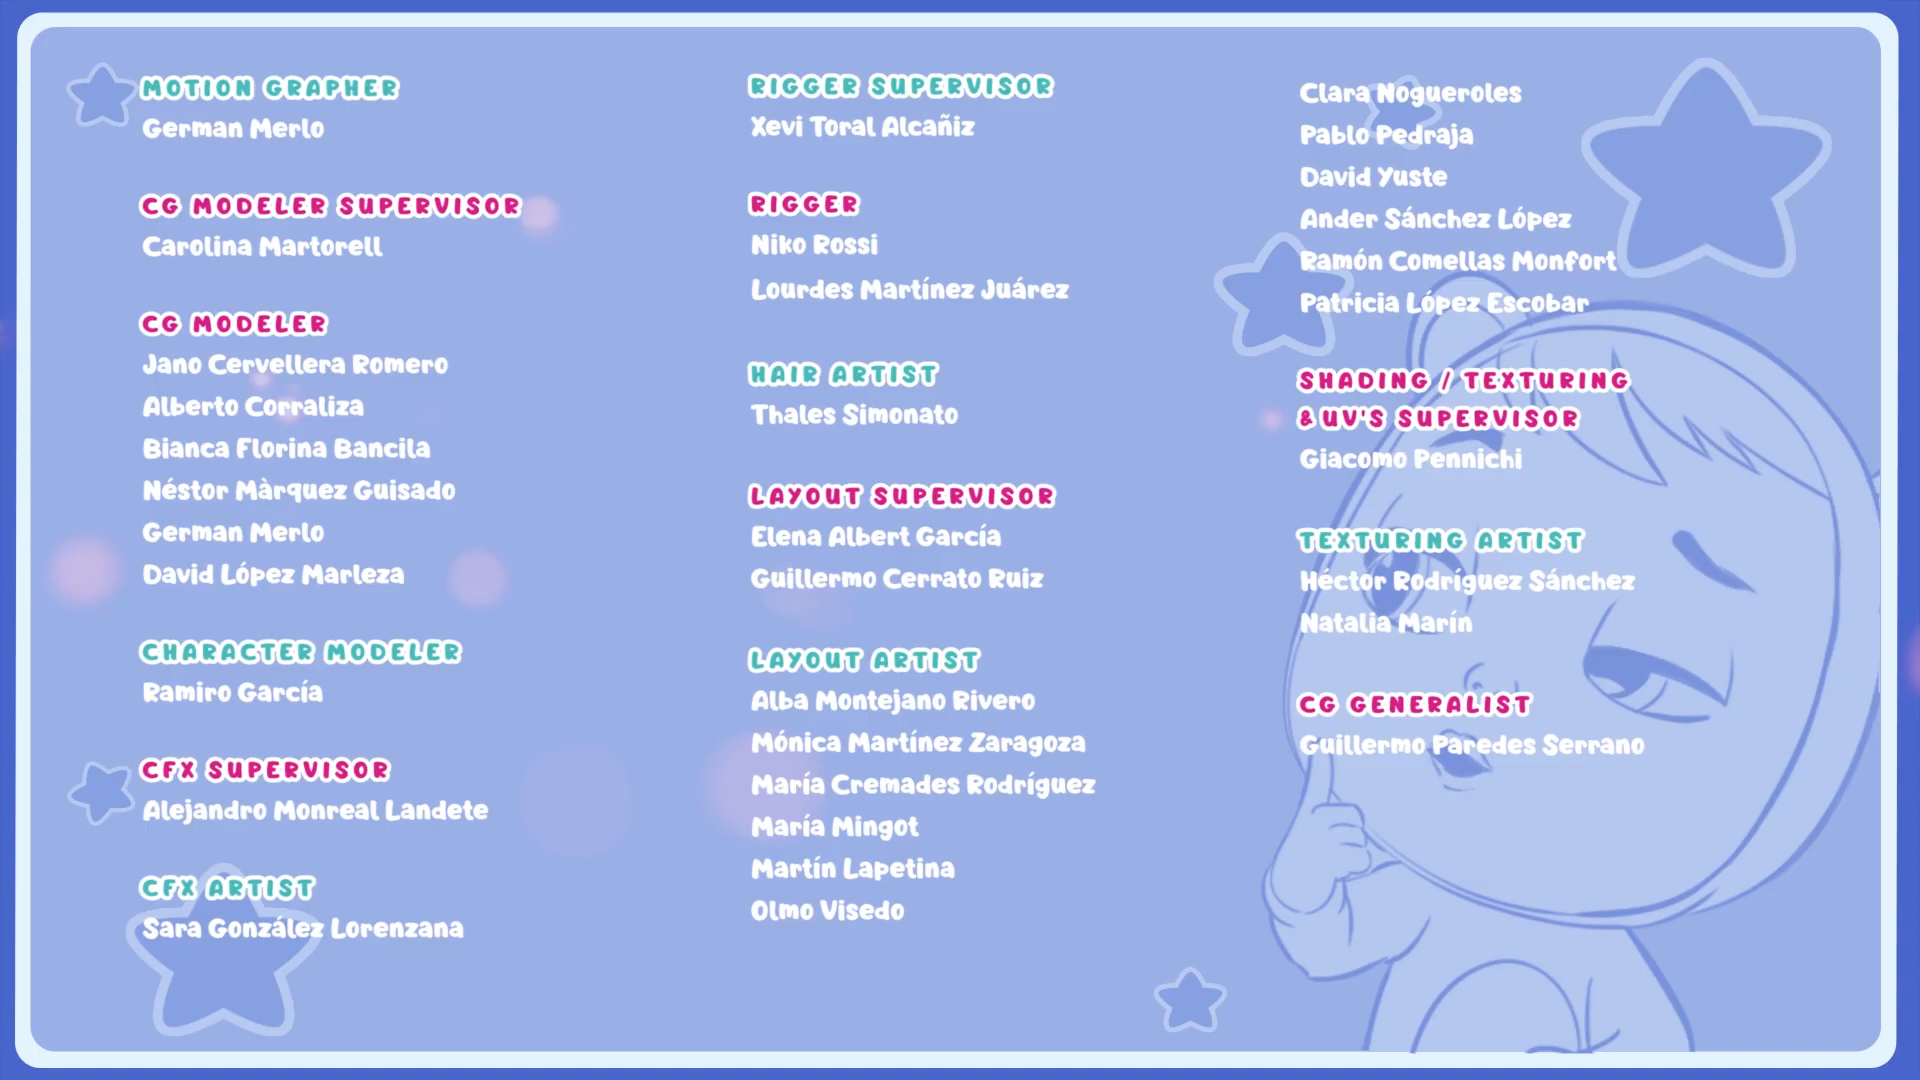 MOTION GRAPHER
German Merlo
CG MODELER SUPERVISOR
Carolina Martorell
CG MODELER
Jano Cervellera Romero
Alberto Corraliza
Bianca Florina Bancila
Néstor Màrquez Guisado
German Merlo
David López Marleza
CHARACTER MODELER
Ramiro García
CFX SUPERVISOR
Alejandro Monreal Landete
CFX ARTIST
Sara González Lorenzana
RIGGER SUPERVISOR
Xevi Toral Alcañiz
RIGGER
Niko Rossi
Lourdes Martínez Juárez
HAIR ARTIST
Thales Simonato
LAYOUT SUPERVISOR
Elena Albert García
Guillermo Cerrato Ruiz
LAYOUT ARTIST
Alba Montejano Rivero
Mónica Martínez Zaragoza
María Cremades Rodríguez
María Mingot
Martín Lapetina
Olmo Visedo
Clara Nogueroles
Pablo Pedraja
David Yuste
Ander Sánchez López
Ramón Comellas Monfort
Patricia López Escobar
SHADING / TEXTURING
& UV'S SUPERVISOR
Giacomo Pennichi
TEXTURING ARTIST
Héctor Rodríguez Sánchez
Natalia Marín
CG GENERALIST
Guillermo Paredes Serrano